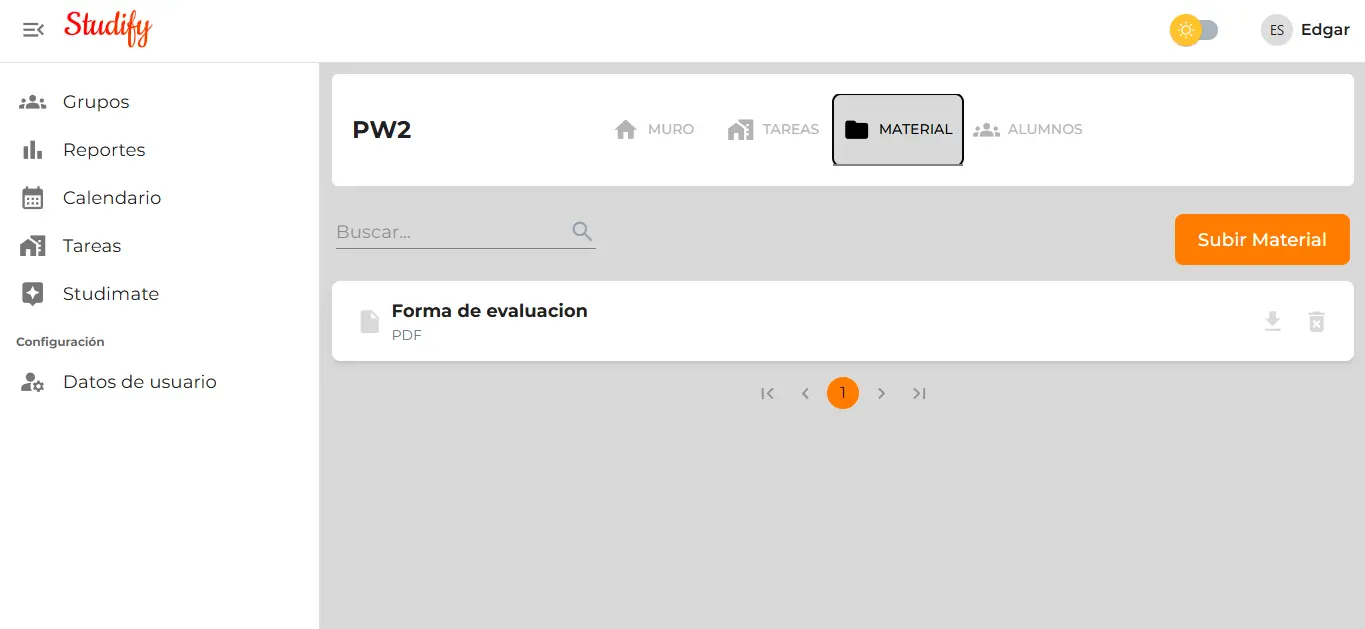 Studify
ES Edgar
Grupos
Reportes
Calendario
Tareas
Studimate
Configuración
Datos de usuario
PW2
MURO
TAREAS
MATERIAL
ALUMNOS
Buscar...
Subir Material
Forma de evaluacion
PDF
1